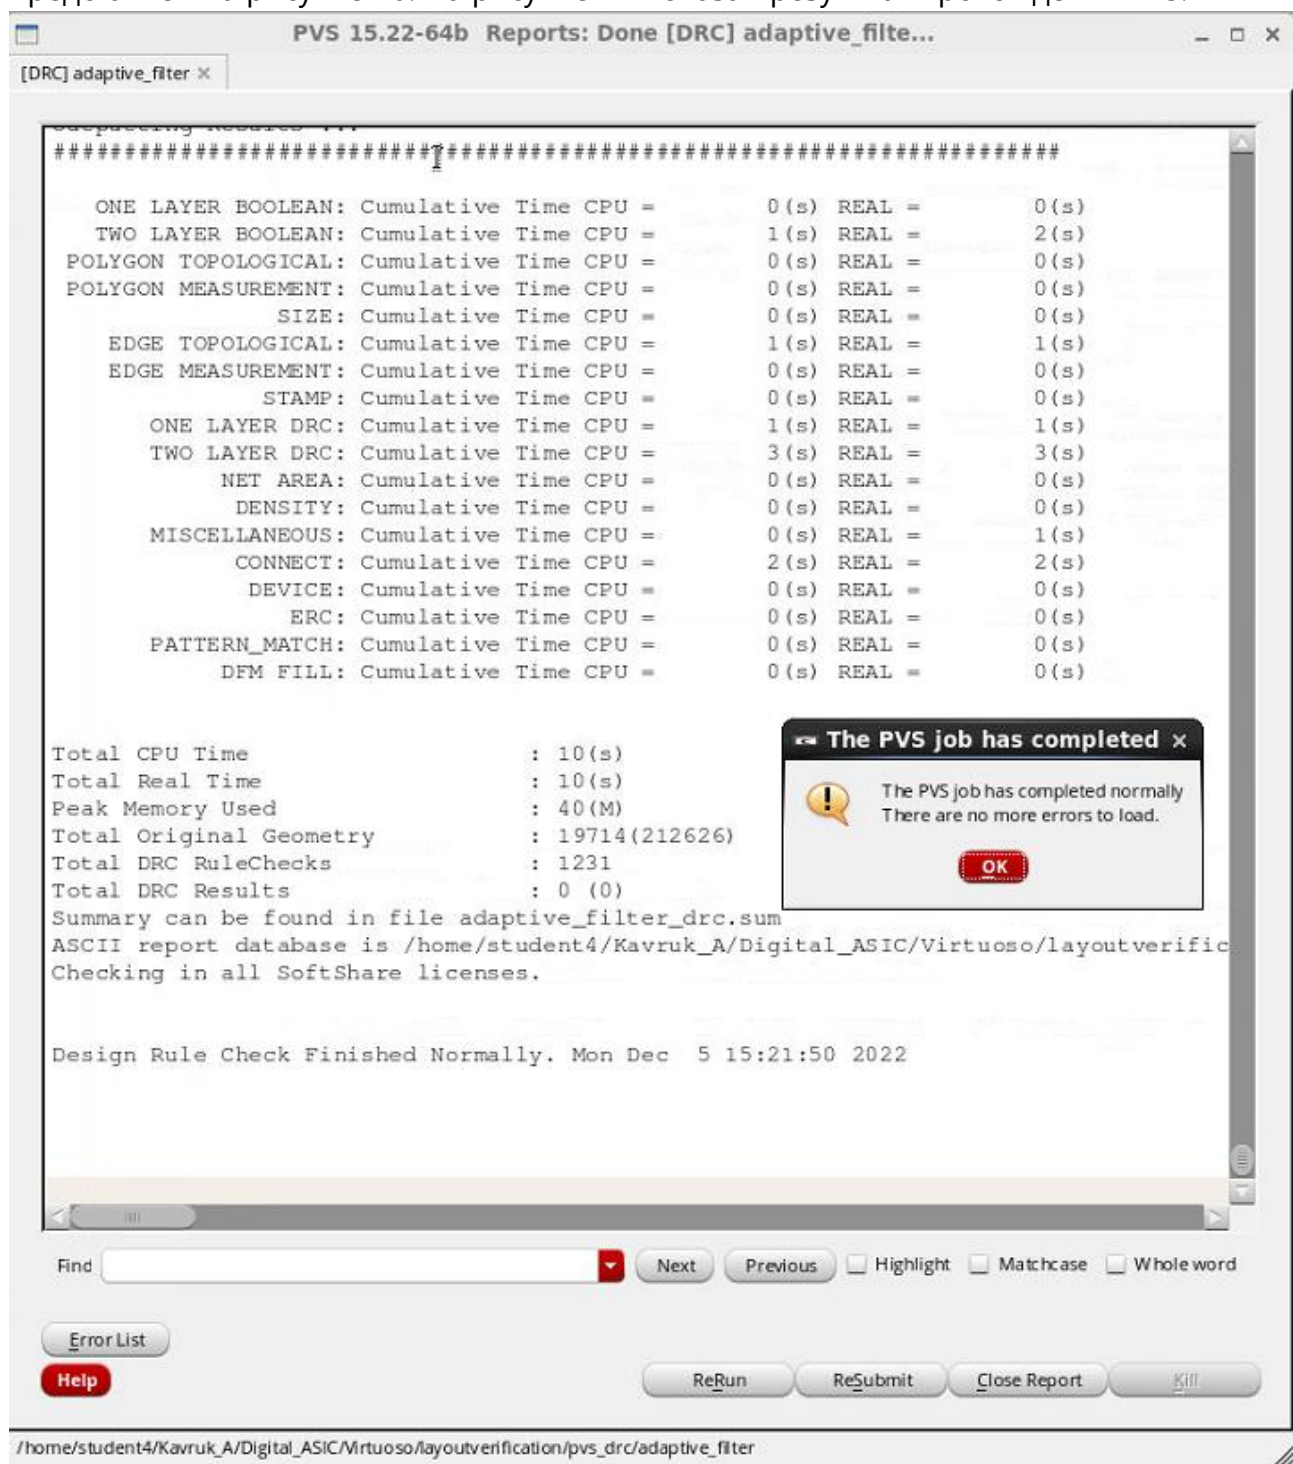 PVS 15.22-64b Reports: Done [DRC] adaptive_filte...
[DRC] adaptive_filter ×
Outputting Results ...
########################################################################
ONE LAYER BOOLEAN: Cumulative Time CPU = 0(s) REAL = 0(s)
TWO LAYER BOOLEAN: Cumulative Time CPU = 1(s) REAL = 2(s)
POLYGON TOPOLOGICAL: Cumulative Time CPU = 0(s) REAL = 0(s)
POLYGON MEASUREMENT: Cumulative Time CPU = 0(s) REAL = 0(s)
SIZE: Cumulative Time CPU = 0(s) REAL = 0(s)
EDGE TOPOLOGICAL: Cumulative Time CPU = 1(s) REAL = 1(s)
EDGE MEASUREMENT: Cumulative Time CPU = 0(s) REAL = 0(s)
STAMP: Cumulative Time CPU = 0(s) REAL = 0(s)
ONE LAYER DRC: Cumulative Time CPU = 1(s) REAL = 1(s)
TWO LAYER DRC: Cumulative Time CPU = 3(s) REAL = 3(s)
NET AREA: Cumulative Time CPU = 0(s) REAL = 0(s)
DENSITY: Cumulative Time CPU = 0(s) REAL = 0(s)
MISCELLANEOUS: Cumulative Time CPU = 0(s) REAL = 1(s)
CONNECT: Cumulative Time CPU = 2(s) REAL = 2(s)
DEVICE: Cumulative Time CPU = 0(s) REAL = 0(s)
ERC: Cumulative Time CPU = 0(s) REAL = 0(s)
PATTERN_MATCH: Cumulative Time CPU = 0(s) REAL = 0(s)
DFM FILL: Cumulative Time CPU = 0(s) REAL = 0(s)
Total CPU Time : 10(s)
Total Real Time : 10(s)
Peak Memory Used : 40(M)
Total Original Geometry : 19714(212626)
Total DRC RuleChecks : 1231
Total DRC Results : 0 (0)
Summary can be found in file adaptive_filter_drc.sum
ASCII report database is /home/student4/Kavruk_A/Digital_ASIC/Virtuoso/layoutverific
Checking in all SoftShare licenses.
Design Rule Check Finished Normally. Mon Dec 5 15:21:50 2022
The PVS job has completed ×
The PVS job has completed normally
There are no more errors to load.
OK
Find Next Previous Highlight Matchcase Whole word
Error List
Help ReRun ReSubmit Close Report Kill
/home/student4/Kavruk_A/Digital_ASIC/Virtuoso/layoutverification/pvs_drc/adaptive_filter